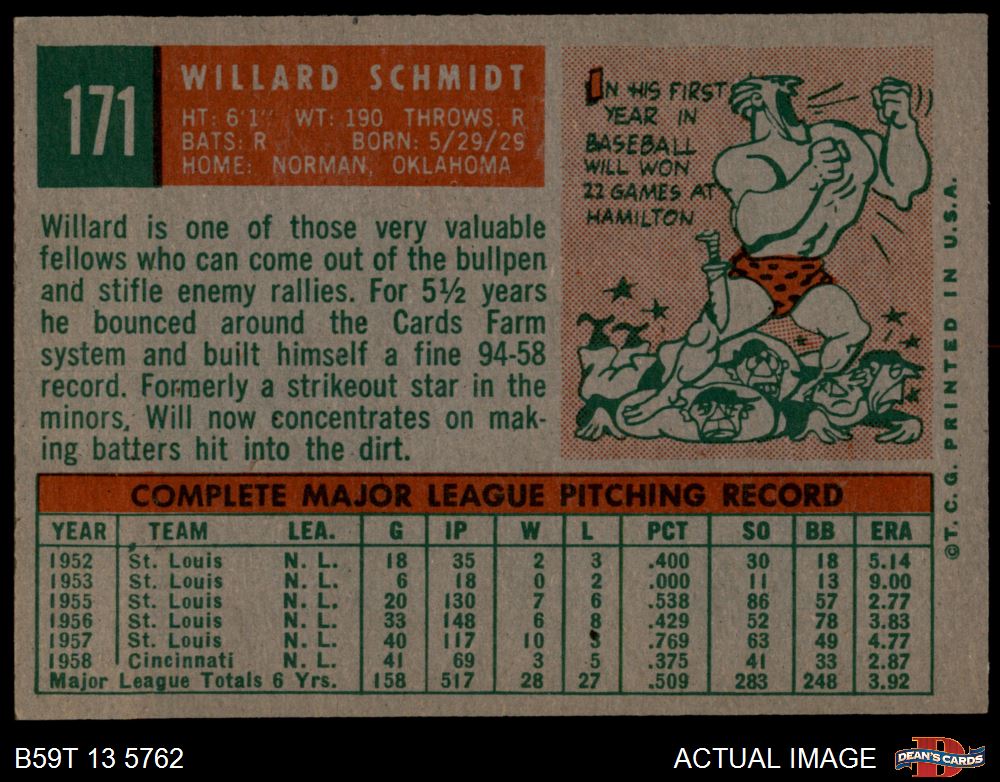 171
WILLARD SCHMIDT
HT: 6'1" WT: 190 THROWS: R
BATS: R BORN: 5/29/29
HOME: NORMAN, OKLAHOMA
IN HIS FIRST
YEAR IN
BASEBALL
WILL WON
22 GAMES AT
HAMILTON
Willard is one of those very valuable
fellows who can come out of the bullpen
and stifle enemy rallies. For 5½ years
he bounced around the Cards Farm
system and built himself a fine 94-58
record. Formerly a strikeout star in the
minors, Will now concentrates on mak-
ing batters hit into the dirt.
COMPLETE MAJOR LEAGUE PITCHING RECORD
YEAR TEAM LEA. G IP W L PCT SO BB ERA
1952 St. Louis N. L. 18 35 2 3 .400 30 18 5.14
1953 St. Louis N. L. 6 18 0 2 .000 11 13 9.00
1955 St. Louis N. L. 20 130 7 6 .538 86 57 2.77
1956 St. Louis N. L. 33 148 6 8 .429 52 78 3.83
1957 St. Louis N. L. 40 117 10 3 .769 63 49 4.77
1958 Cincinnati N. L. 41 69 3 5 .375 41 33 2.87
Major League Totals 6 Yrs. 158 517 28 27 .509 283 248 3.92
©T. C. G. PRINTED IN U.S.A.
B59T 13 5762
ACTUAL IMAGE
D
DEAN'S CARDS